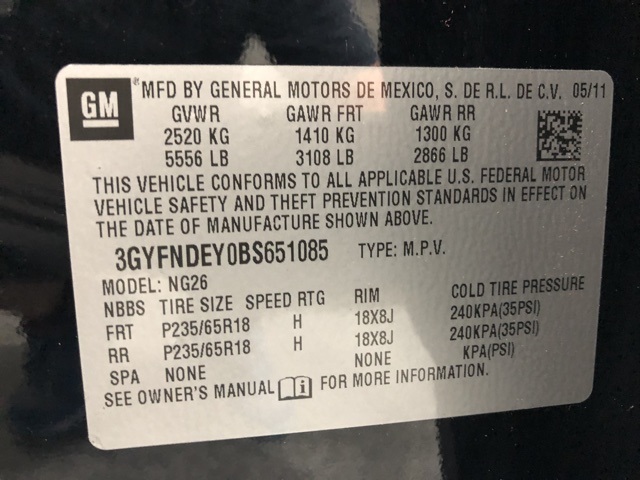 GM ® MFD BY GENERAL MOTORS DE MEXICO, S. DE R.L. DE C.V. 05/11
GVWR GAWR FRT GAWR RR
2520 KG 1410 KG 1300 KG
5556 LB 3108 LB 2866 LB
THIS VEHICLE CONFORMS TO ALL APPLICABLE U.S. FEDERAL MOTOR
VEHICLE SAFETY AND THEFT PREVENTION STANDARDS IN EFFECT ON
THE DATE OF MANUFACTURE SHOWN ABOVE.
3GYFNDEY0BS651085 TYPE: M.P.V.
MODEL: NG26
NBBS TIRE SIZE SPEED RTG RIM COLD TIRE PRESSURE
FRT P235/65R18 H 18X8J 240KPA(35PSI)
RR P235/65R18 H 18X8J 240KPA(35PSI)
SPA NONE NONE KPA(PSI)
SEE OWNER'S MANUAL i FOR MORE INFORMATION.